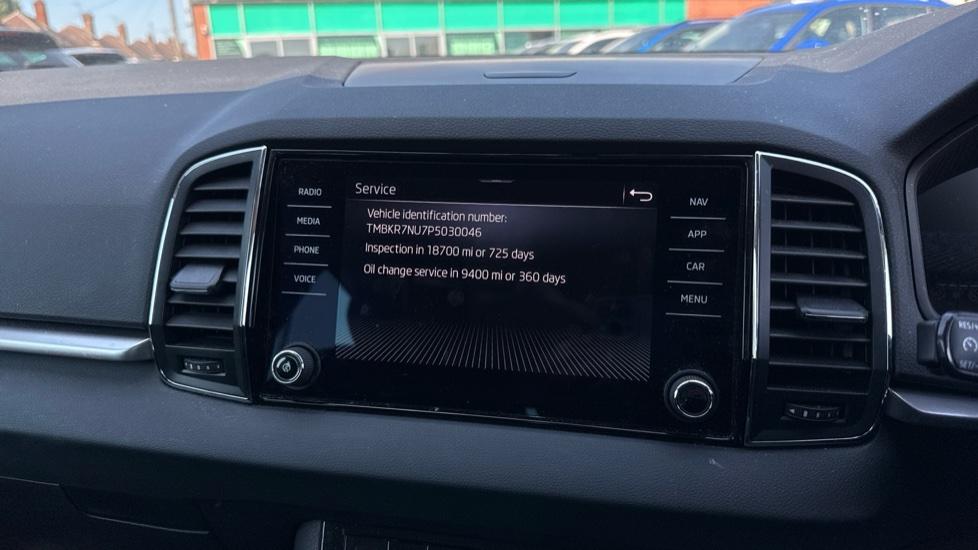 RADIO
MEDIA
PHONE
VOICE
Service
Vehicle identification number:
TMBKR7NU7P5030046
Inspection in 18700 mi or 725 days
Oil change service in 9400 mi or 360 days
NAV
APP
CAR
MENU